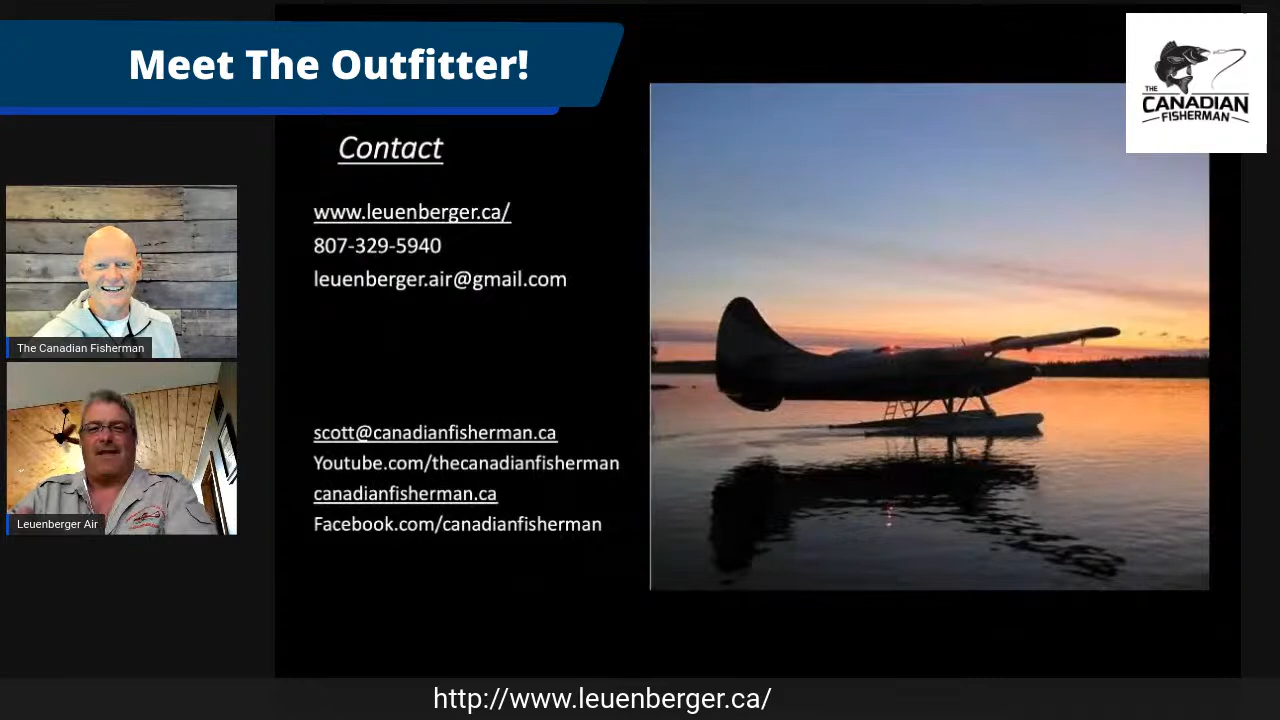 Meet The Outfitter!
THE
CANADIAN
FISHERMAN
Contact
www.leuenberger.ca/
807-329-5940
leuenberger.air@gmail.com
The Canadian Fisherman
scott@canadianfisherman.ca
Youtube.com/thecanadianfisherman
canadianfisherman.ca
Facebook.com/canadianfisherman
Leuenberger Air
http://www.leuenberger.ca/